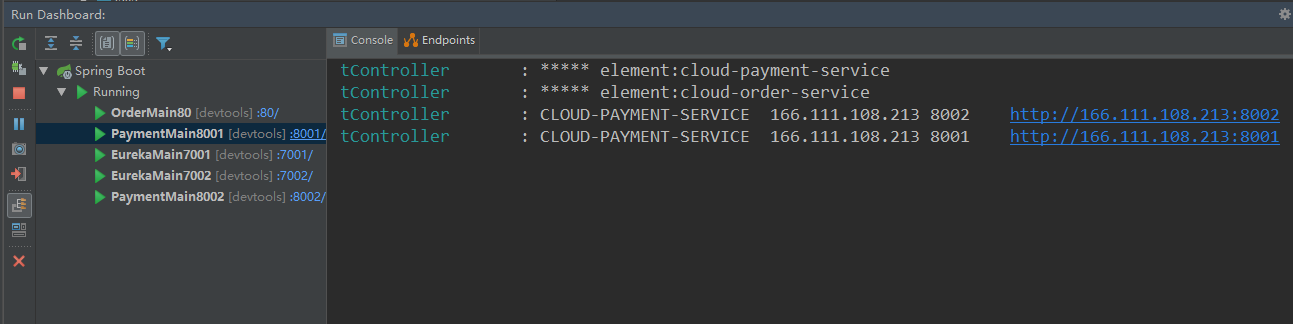 Run Dashboard:
Console Endpoints
Spring Boot
Running
OrderMain80 [devtools] :80/
PaymentMain8001 [devtools] :8001/
EurekaMain7001 [devtools] :7001/
EurekaMain7002 [devtools] :7002/
PaymentMain8002 [devtools] :8002/
tController : ***** element:cloud-payment-service
tController : ***** element:cloud-order-service
tController : CLOUD-PAYMENT-SERVICE 166.111.108.213 8002 http://166.111.108.213:8002
tController : CLOUD-PAYMENT-SERVICE 166.111.108.213 8001 http://166.111.108.213:8001